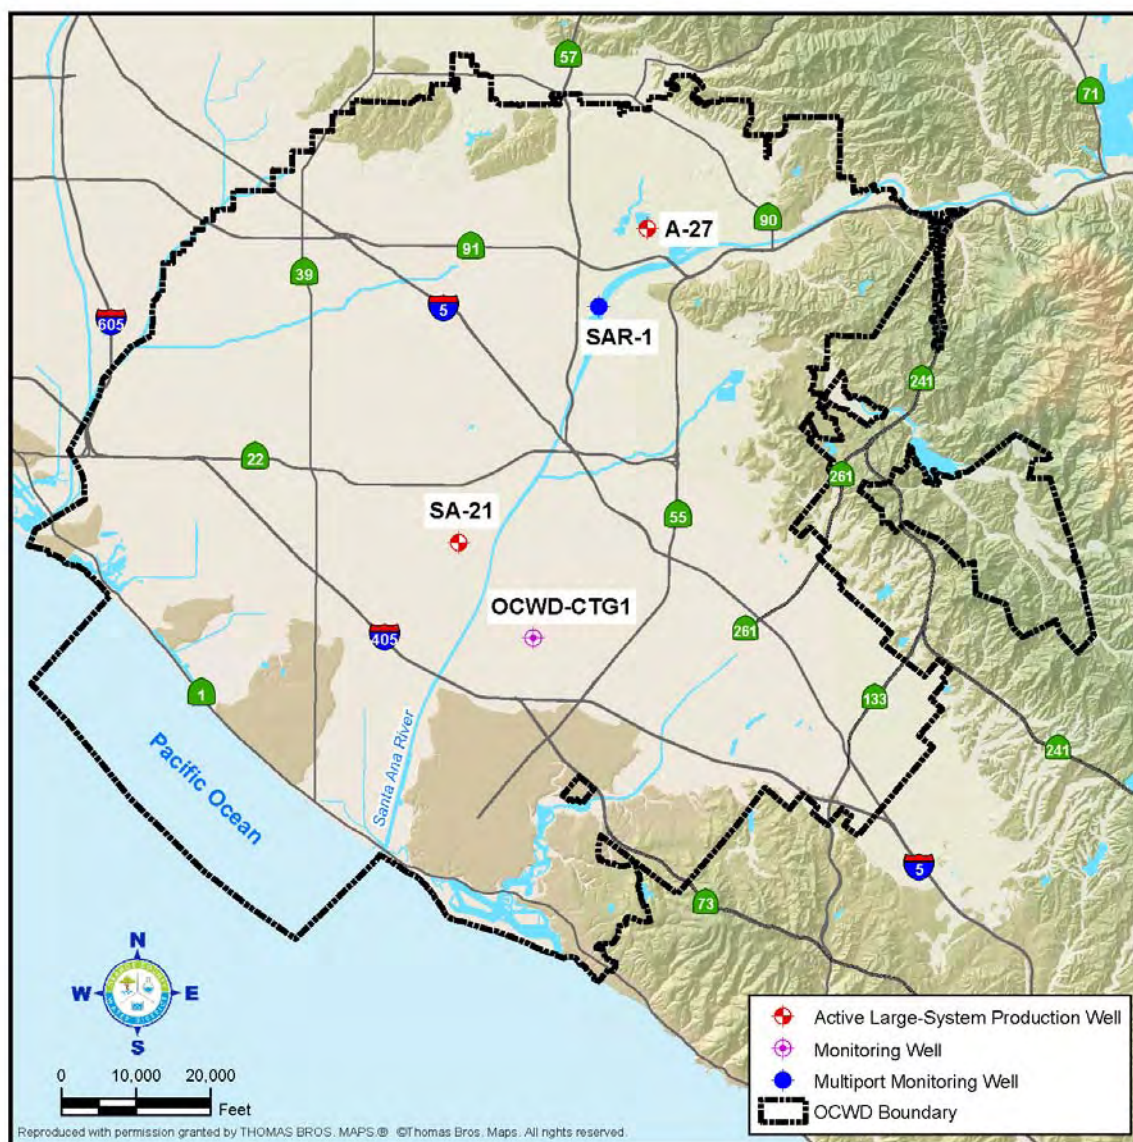 57
71
A-27
90
91
39
5
605
SAR-1
241
22
261
SA-21
55
OCWD-CTG1
405
261
1
133
241
Santa Ana River
Pacific Ocean
5
73
N
W
E
S
0 10,000 20,000
Feet
Active Large-System Production Well
Monitoring Well
Multiport Monitoring Well
OCWD Boundary
Reproduced with permission granted by THOMAS BROS. MAPS.® ©Thomas Bros. Maps. All rights reserved.